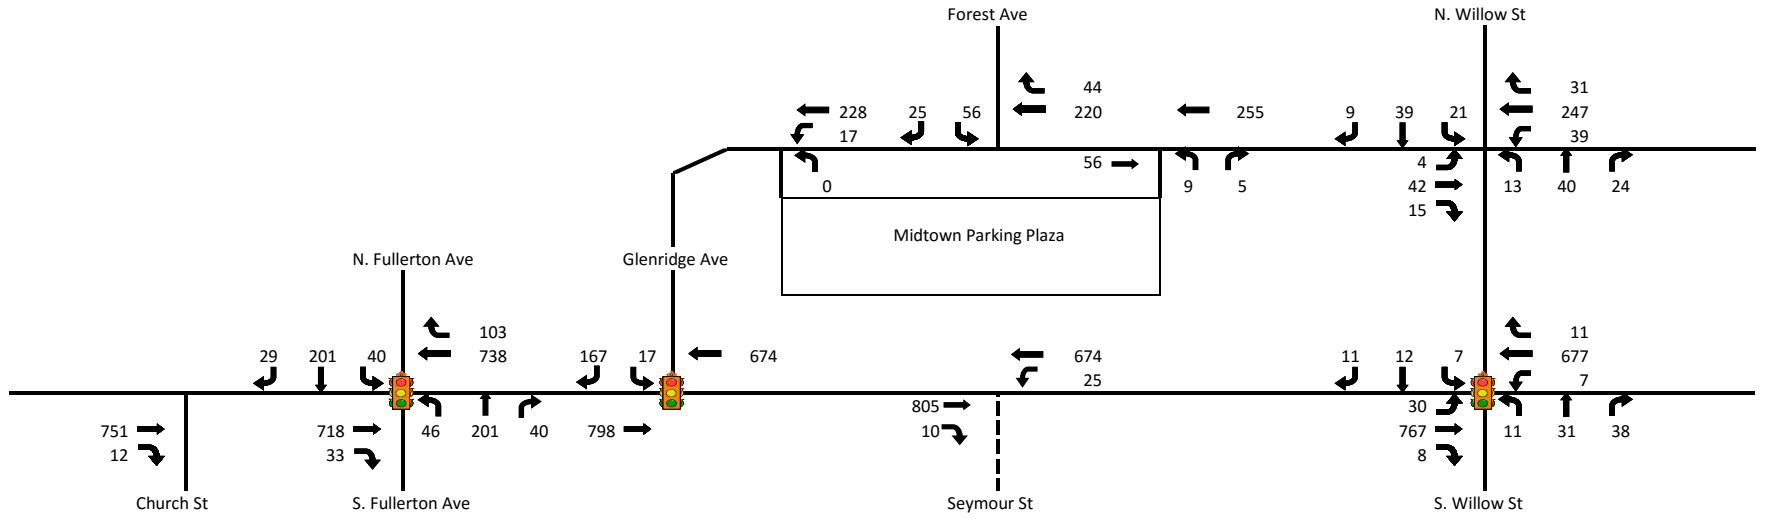 Forest Ave N. Willow St
44 31
228 25 56 220 255 9 39 21 247
17 39
56 4
0 9 5 42 13 40 24
15
Midtown Parking Plaza
N. Fullerton Ave Glenridge Ave
103 11
29 201 40 738 167 17 674 674 11 12 7 677
25 7
805 30
751 718 46 201 40 798 10 767 11 31 38
12 33 8
Church St S. Fullerton Ave Seymour St S. Willow St